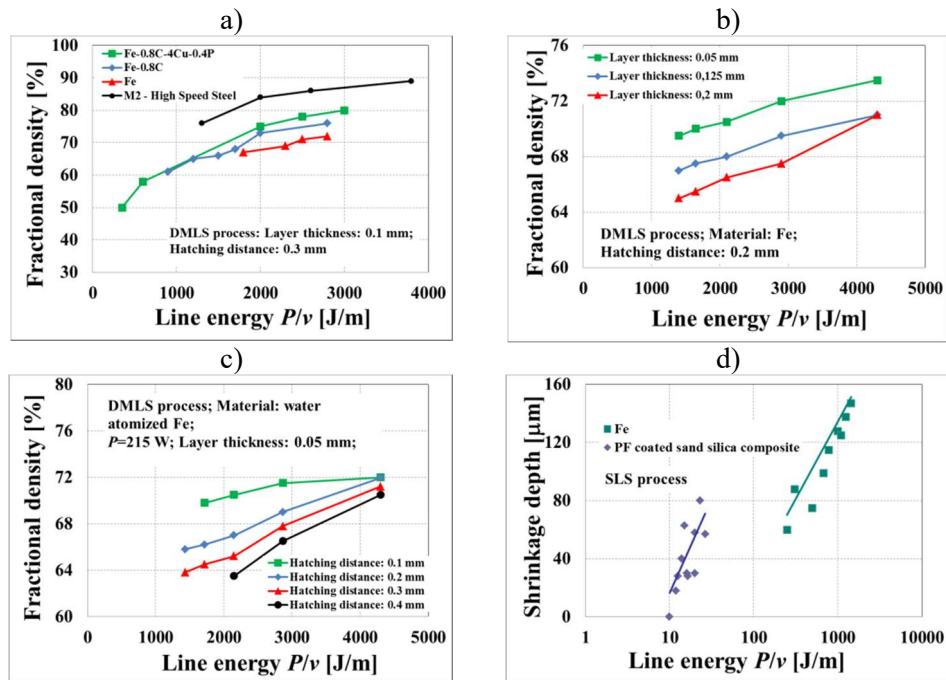 a)
100
90
80
70
60
50
40
30
Fractional density [%]
Fe-0.8C-4Cu-0.4P
Fe-0.8C
Fe
M2 - High Speed Steel
DMLS process: Layer thickness: 0.1 mm;
Hatching distance: 0.3 mm
0 1000 2000 3000 4000
Line energy P/v [J/m]
b)
76
72
68
64
60
Fractional density [%]
Layer thickness: 0.05 mm
Layer thickness: 0,125 mm
Layer thickness: 0,2 mm
DMLS process; Material: Fe;
Hatching distance: 0.2 mm
0 1000 2000 3000 4000 5000
Line energy P/v [J/m]
c)
80
76
72
68
64
60
Fractional density [%]
DMLS process; Material: water
atomized Fe;
P=215 W; Layer thickness: 0.05 mm;
Hatching distance: 0.1 mm
Hatching distance: 0.2 mm
Hatching distance: 0.3 mm
Hatching distance: 0.4 mm
0 1000 2000 3000 4000 5000
Line energy P/v [J/m]
d)
160
120
80
40
0
Shrinkage depth [μm]
Fe
PF coated sand silica composite
SLS process
1 10 100 1000 10000
Line energy P/v [J/m]